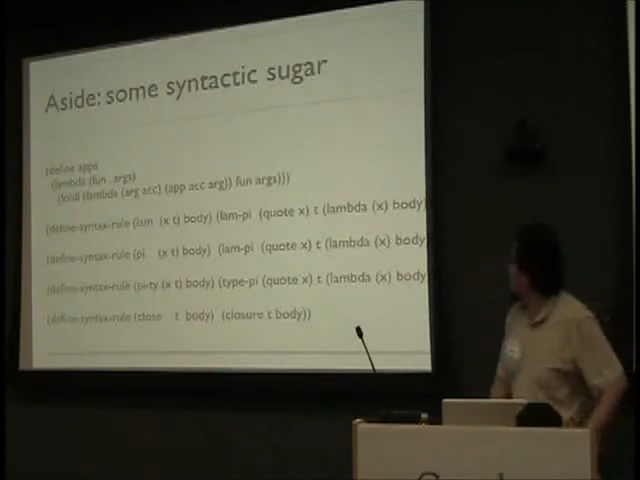 Aside: some syntactic sugar
(define apps
(lambda (fun . args)
(foldl (lambda (arg acc) (app acc arg)) fun args)))
(define-syntax-rule (lam (x t) body) (lam-pi (quote x) t (lambda (x) body
(define-syntax-rule (pi (x t) body) (lam-pi (quote x) t (lambda (x) body
(define-syntax-rule (pi-ty (x t) body) (type-pi (quote x) t (lambda (x) body
(define-syntax-rule (close t body) (closure t body))